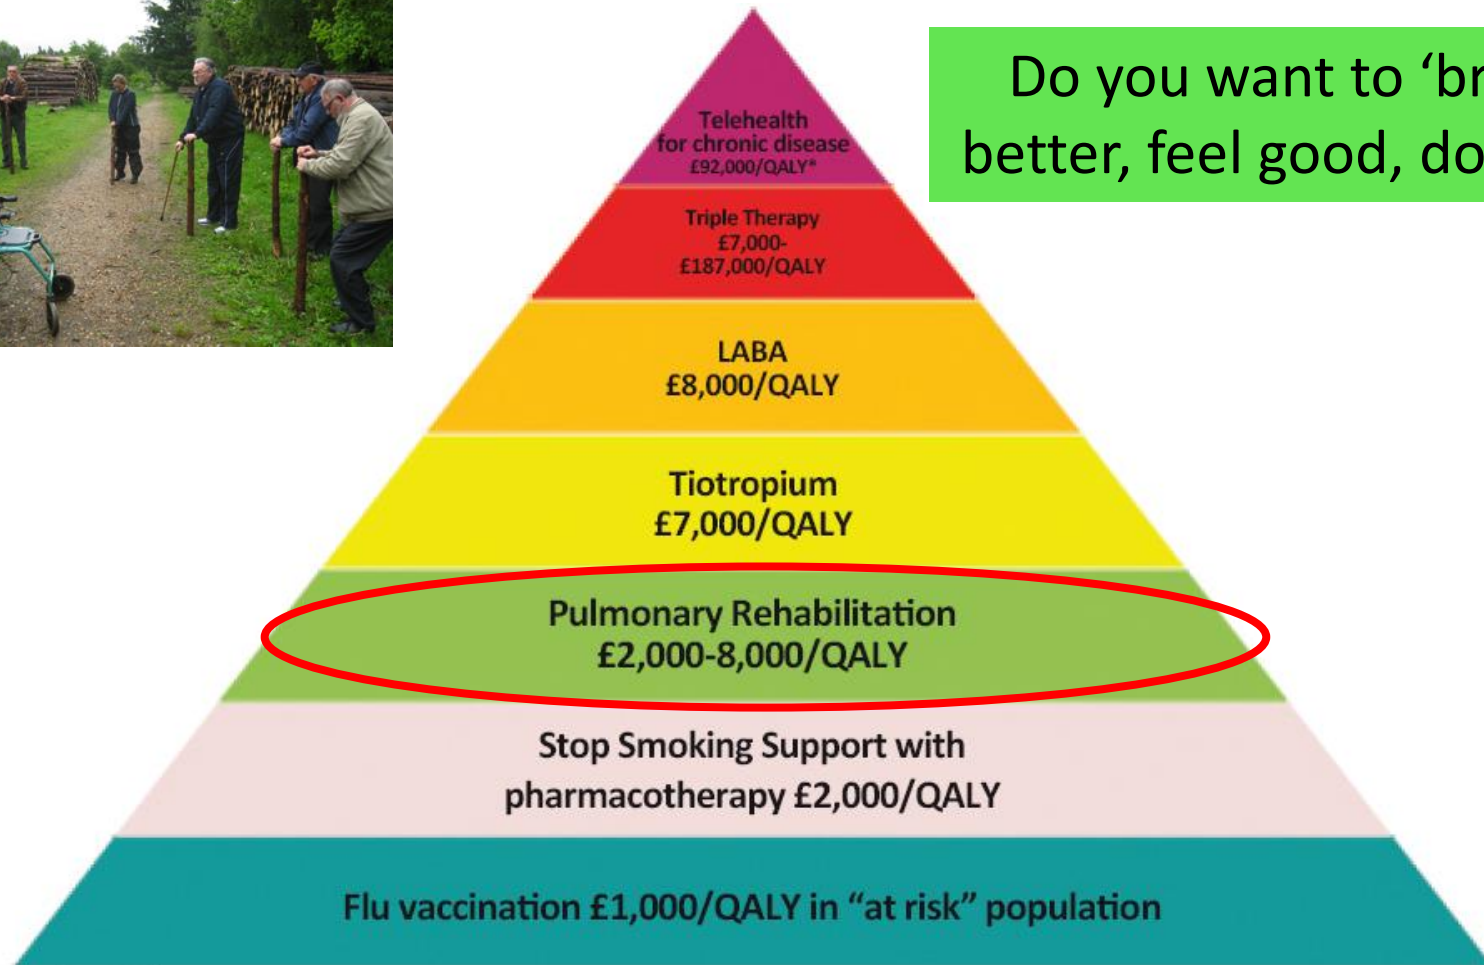 Do you want to ‘br
better, feel good, do
Telehealth
for chronic disease
£92,000/QALY*
Triple Therapy
£7,000-
£187,000/QALY
LABA
£8,000/QALY
Tiotropium
£7,000/QALY
Pulmonary Rehabilitation
£2,000-8,000/QALY
Stop Smoking Support with
pharmacotherapy £2,000/QALY
Flu vaccination £1,000/QALY in “at risk” population